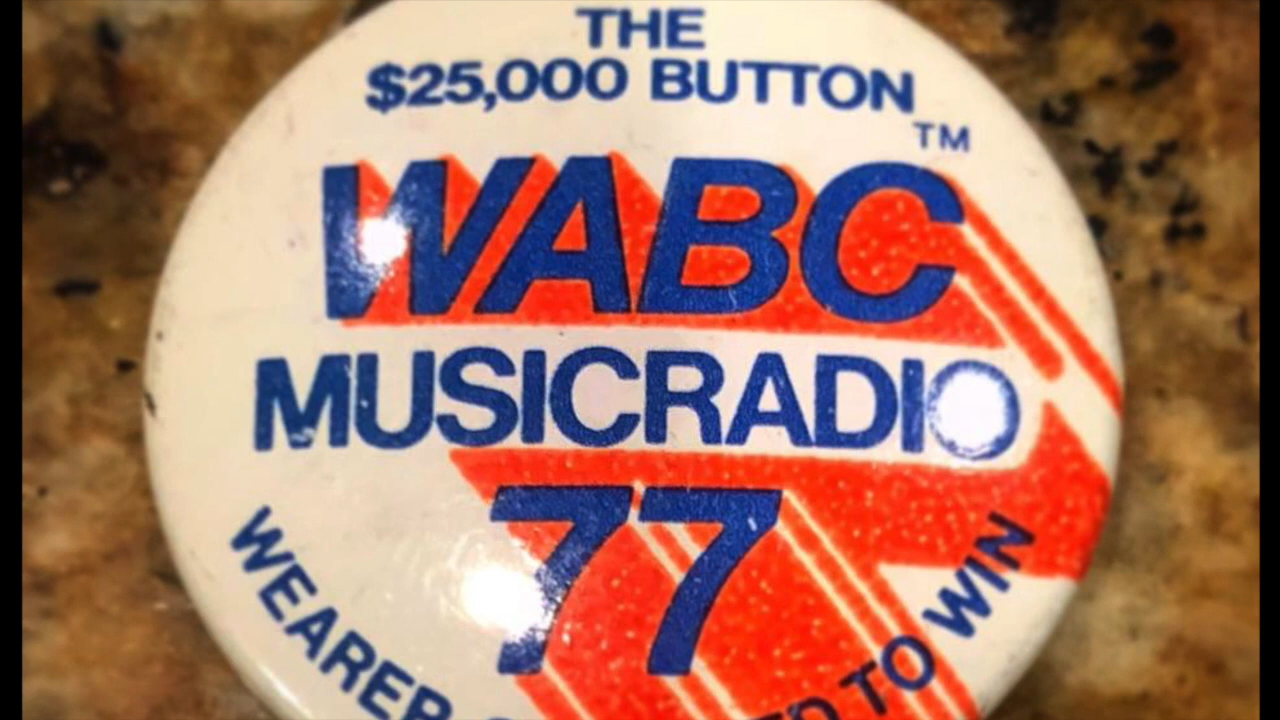 THE
$25,000 BUTTON
TM
WABC
MUSICRADIO
77
WEARER TO WIN